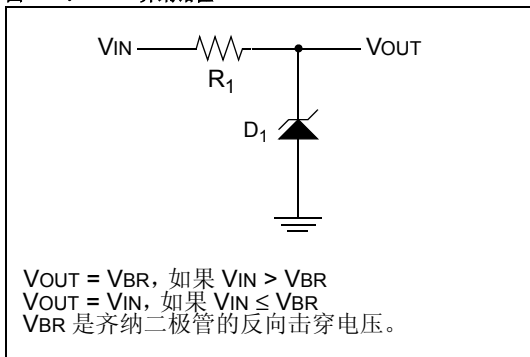 VIN
VOUT
R1
D1
VOUT = VBR, 如果 VIN > VBR
VOUT = VIN, 如果 VIN ≤ VBR
VBR 是齐纳二极管的反向击穿电压。